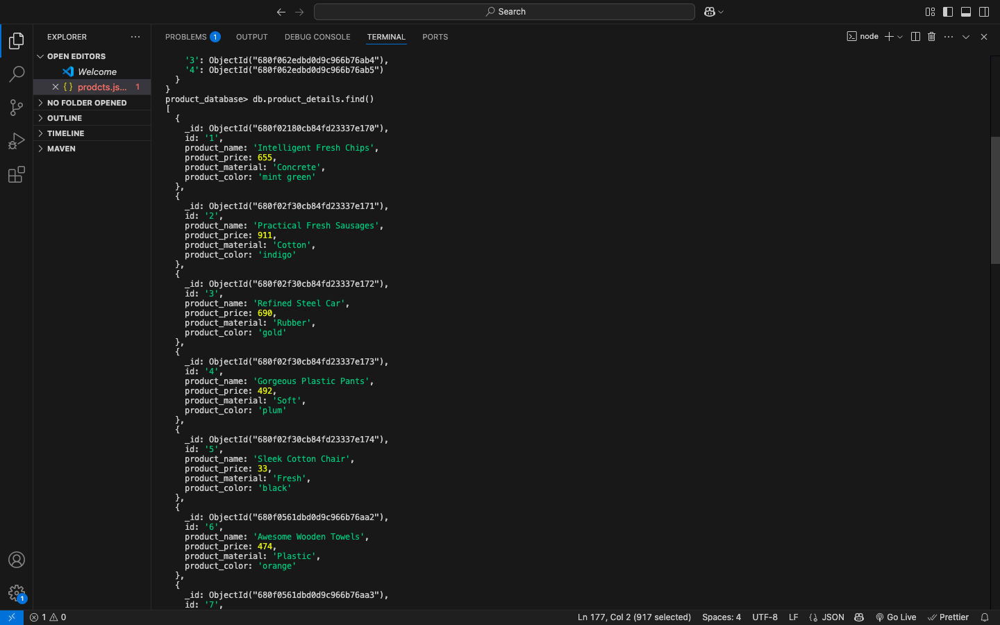 Search
EXPLORER
OPEN EDITORS
Welcome
{} prodcts.js... 1
NO FOLDER OPENED
OUTLINE
TIMELINE
MAVEN
PROBLEMS 1 OUTPUT DEBUG CONSOLE TERMINAL PORTS
node
'3': ObjectId("680f062edbd0d9c966b76ab4"),
'4': ObjectId("680f062edbd0d9c966b76ab5")
}
}
product_database> db.product_details.find()
[
{
_id: ObjectId("680f02180cb84fd23337e170"),
id: '1',
product_name: 'Intelligent Fresh Chips',
product_price: 655,
product_material: 'Concrete',
product_color: 'mint green'
},
{
_id: ObjectId("680f02f30cb84fd23337e171"),
id: '2',
product_name: 'Practical Fresh Sausages',
product_price: 911,
product_material: 'Cotton',
product_color: 'indigo'
},
{
_id: ObjectId("680f02f30cb84fd23337e172"),
id: '3',
product_name: 'Refined Steel Car',
product_price: 690,
product_material: 'Rubber',
product_color: 'gold'
},
{
_id: ObjectId("680f02f30cb84fd23337e173"),
id: '4',
product_name: 'Gorgeous Plastic Pants',
product_price: 492,
product_material: 'Soft',
product_color: 'plum'
},
{
_id: ObjectId("680f02f30cb84fd23337e174"),
id: '5',
product_name: 'Sleek Cotton Chair',
product_price: 33,
product_material: 'Fresh',
product_color: 'black'
},
{
_id: ObjectId("680f0561dbd0d9c966b76aa2"),
id: '6',
product_name: 'Awesome Wooden Towels',
product_price: 474,
product_material: 'Plastic',
product_color: 'orange'
},
{
_id: ObjectId("680f0561dbd0d9c966b76aa3"),
id: '7',
1
1 0 Ln 177, Col 2 (917 selected) Spaces: 4 UTF-8 LF {} JSON Go Live Prettier